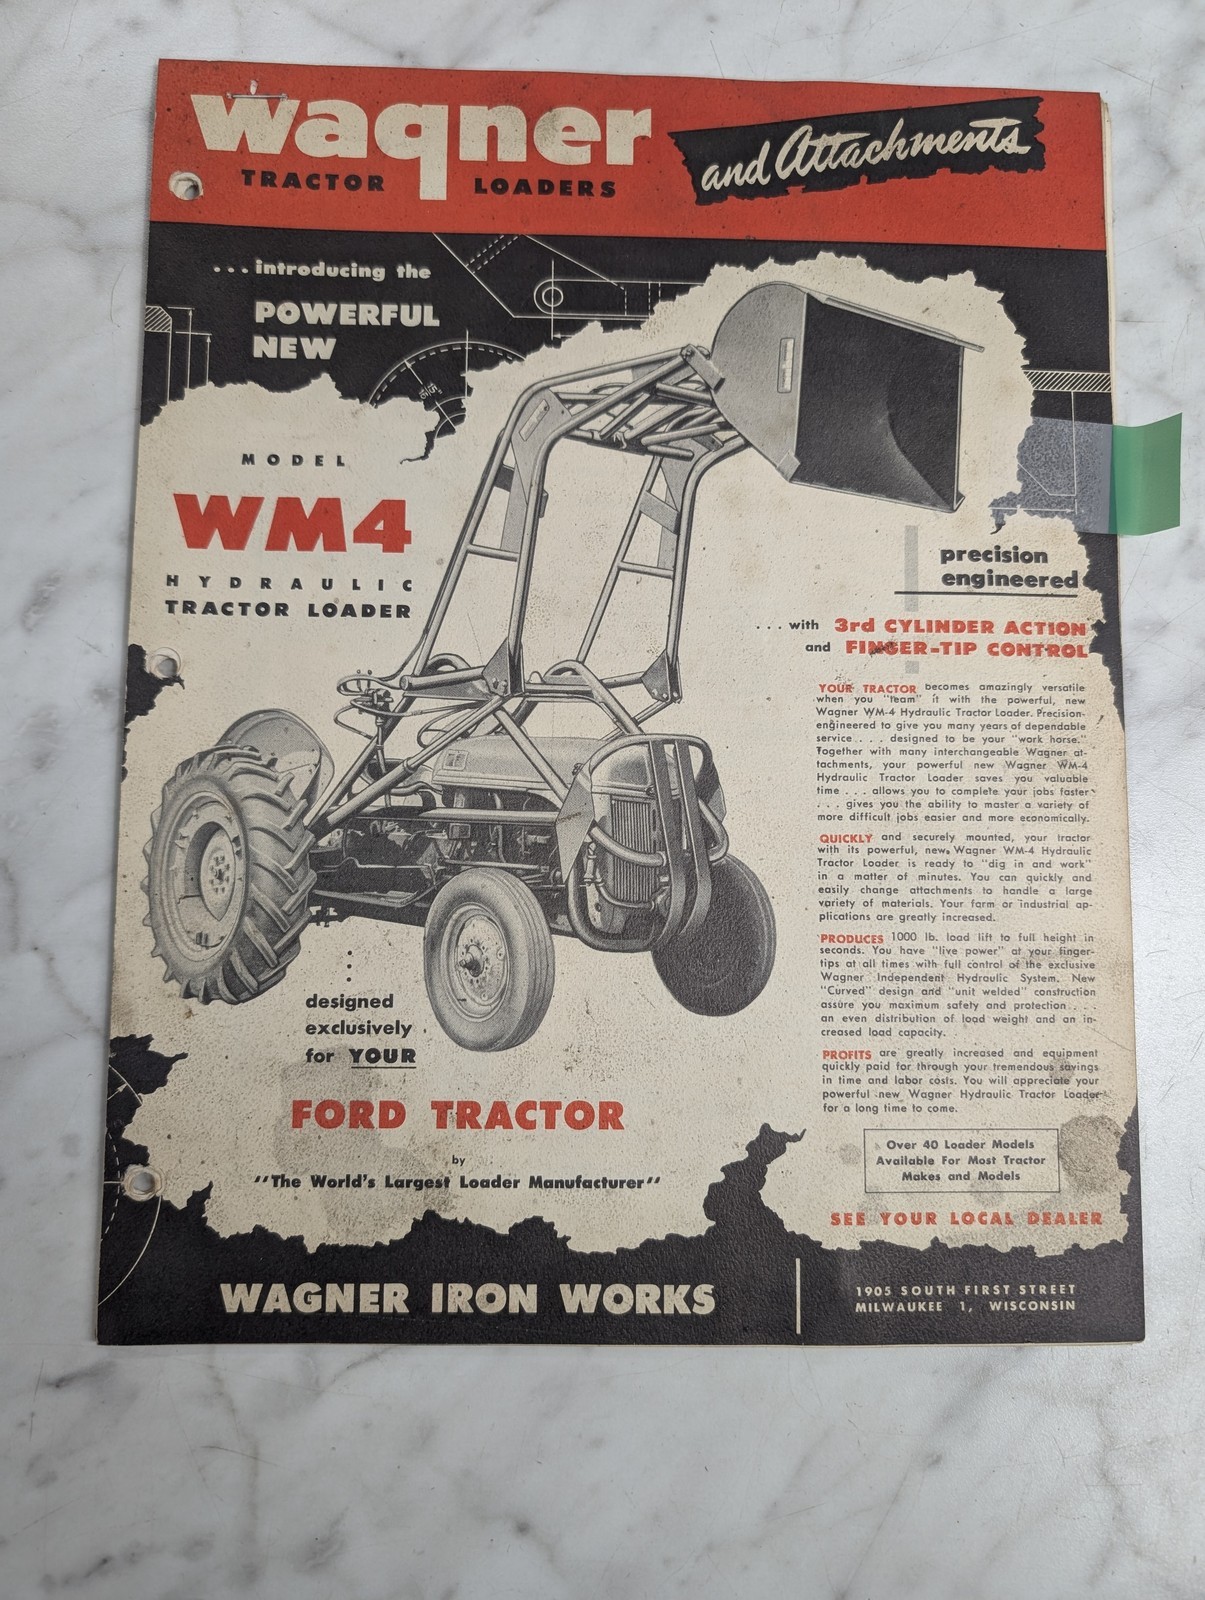 wagner
TRACTOR LOADERS
and Attachments
. . . introducing the
POWERFUL
NEW
MODEL
WM4
HYDRAULIC
TRACTOR LOADER
precision
engineered
. . . with 3rd CYLINDER ACTION
and FINGER-TIP CONTROL
YOUR TRACTOR becomes amazingly versatile
when you "team" it with the powerful, new
Wagner WM-4 Hydraulic Tractor Loader. Precision-
engineered to give you many years of dependable
service . . . designed to be your "work horse."
Together with many interchangeable Wagner at-
tachments, your powerful new Wagner WM-4
Hydraulic Tractor Loader saves you valuable
time . . . allows you to complete your jobs faster
. . . gives you the ability to master a variety of
more difficult jobs easier and more economically.
QUICKLY and securely mounted, your tractor
with its powerful, new Wagner WM-4 Hydraulic
Tractor Loader is ready to "dig in and work"
in a matter of minutes. You can quickly and
easily change attachments to handle a large
variety of materials. Your farm or industrial ap-
plications are greatly increased.
PRODUCES 1000 lb. load lift to full height in
seconds. You have "live power" at your finger-
tips at all times with full control of the exclusive
Wagner Independent Hydraulic System. New
"Curved" design and "unit welded" construction
assure you maximum safety and protection . . .
an even distribution of load weight and an in-
creased load capacity.
PROFITS are greatly increased and equipment
quickly paid for through your tremendous savings
in time and labor costs. You will appreciate your
powerful new Wagner Hydraulic Tractor Loader
for a long time to come.
designed
exclusively
for YOUR
FORD TRACTOR
by
"The World's Largest Loader Manufacturer"
Over 40 Loader Models
Available For Most Tractor
Makes and Models
SEE YOUR LOCAL DEALER
WAGNER IRON WORKS
1905 SOUTH FIRST STREET
MILWAUKEE 1, WISCONSIN